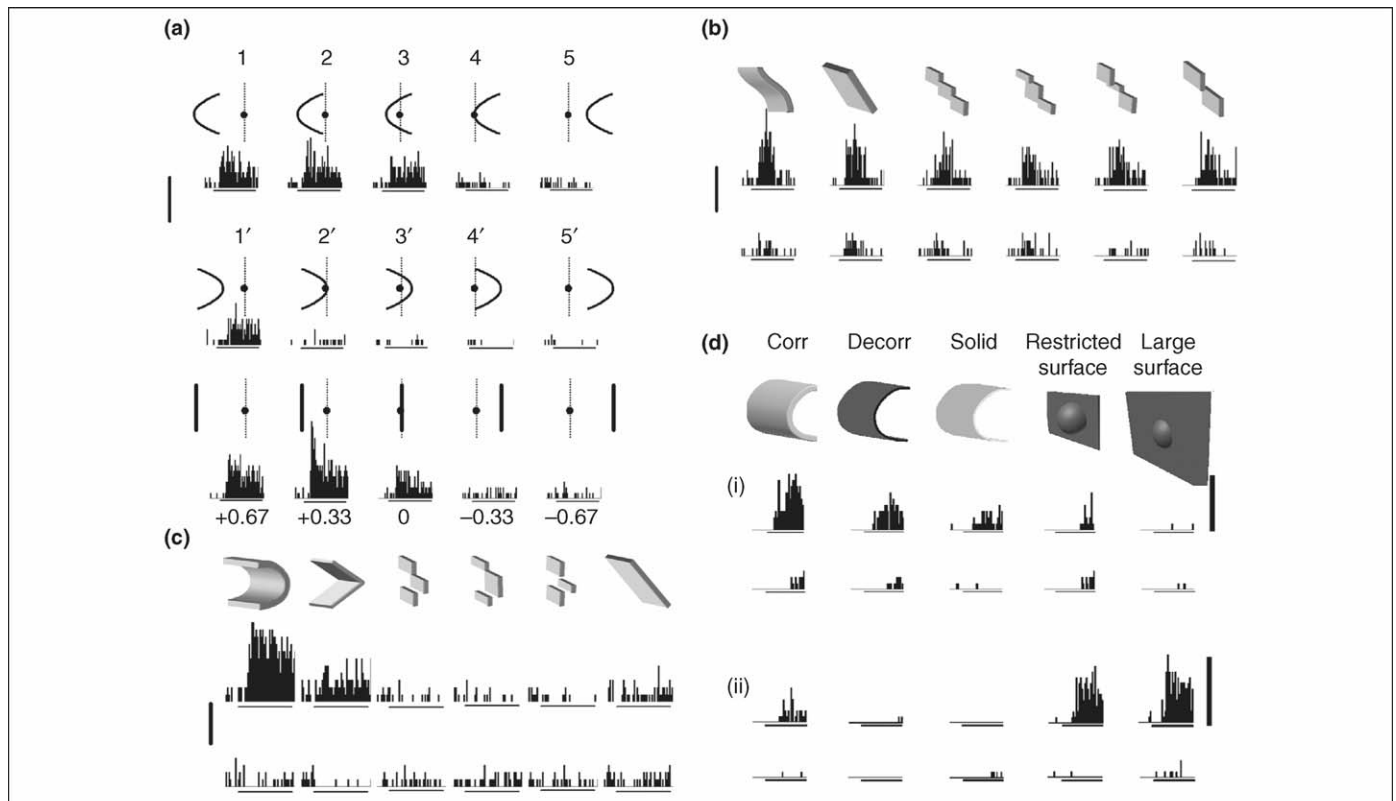 (a)
1 2 3 4 5
1′ 2′ 3′ 4′ 5′
+0.67 +0.33 0 −0.33 −0.67
(b)
(c)
(d)
Corr Decorr Solid Restricted surface Large surface
(i)
(ii)